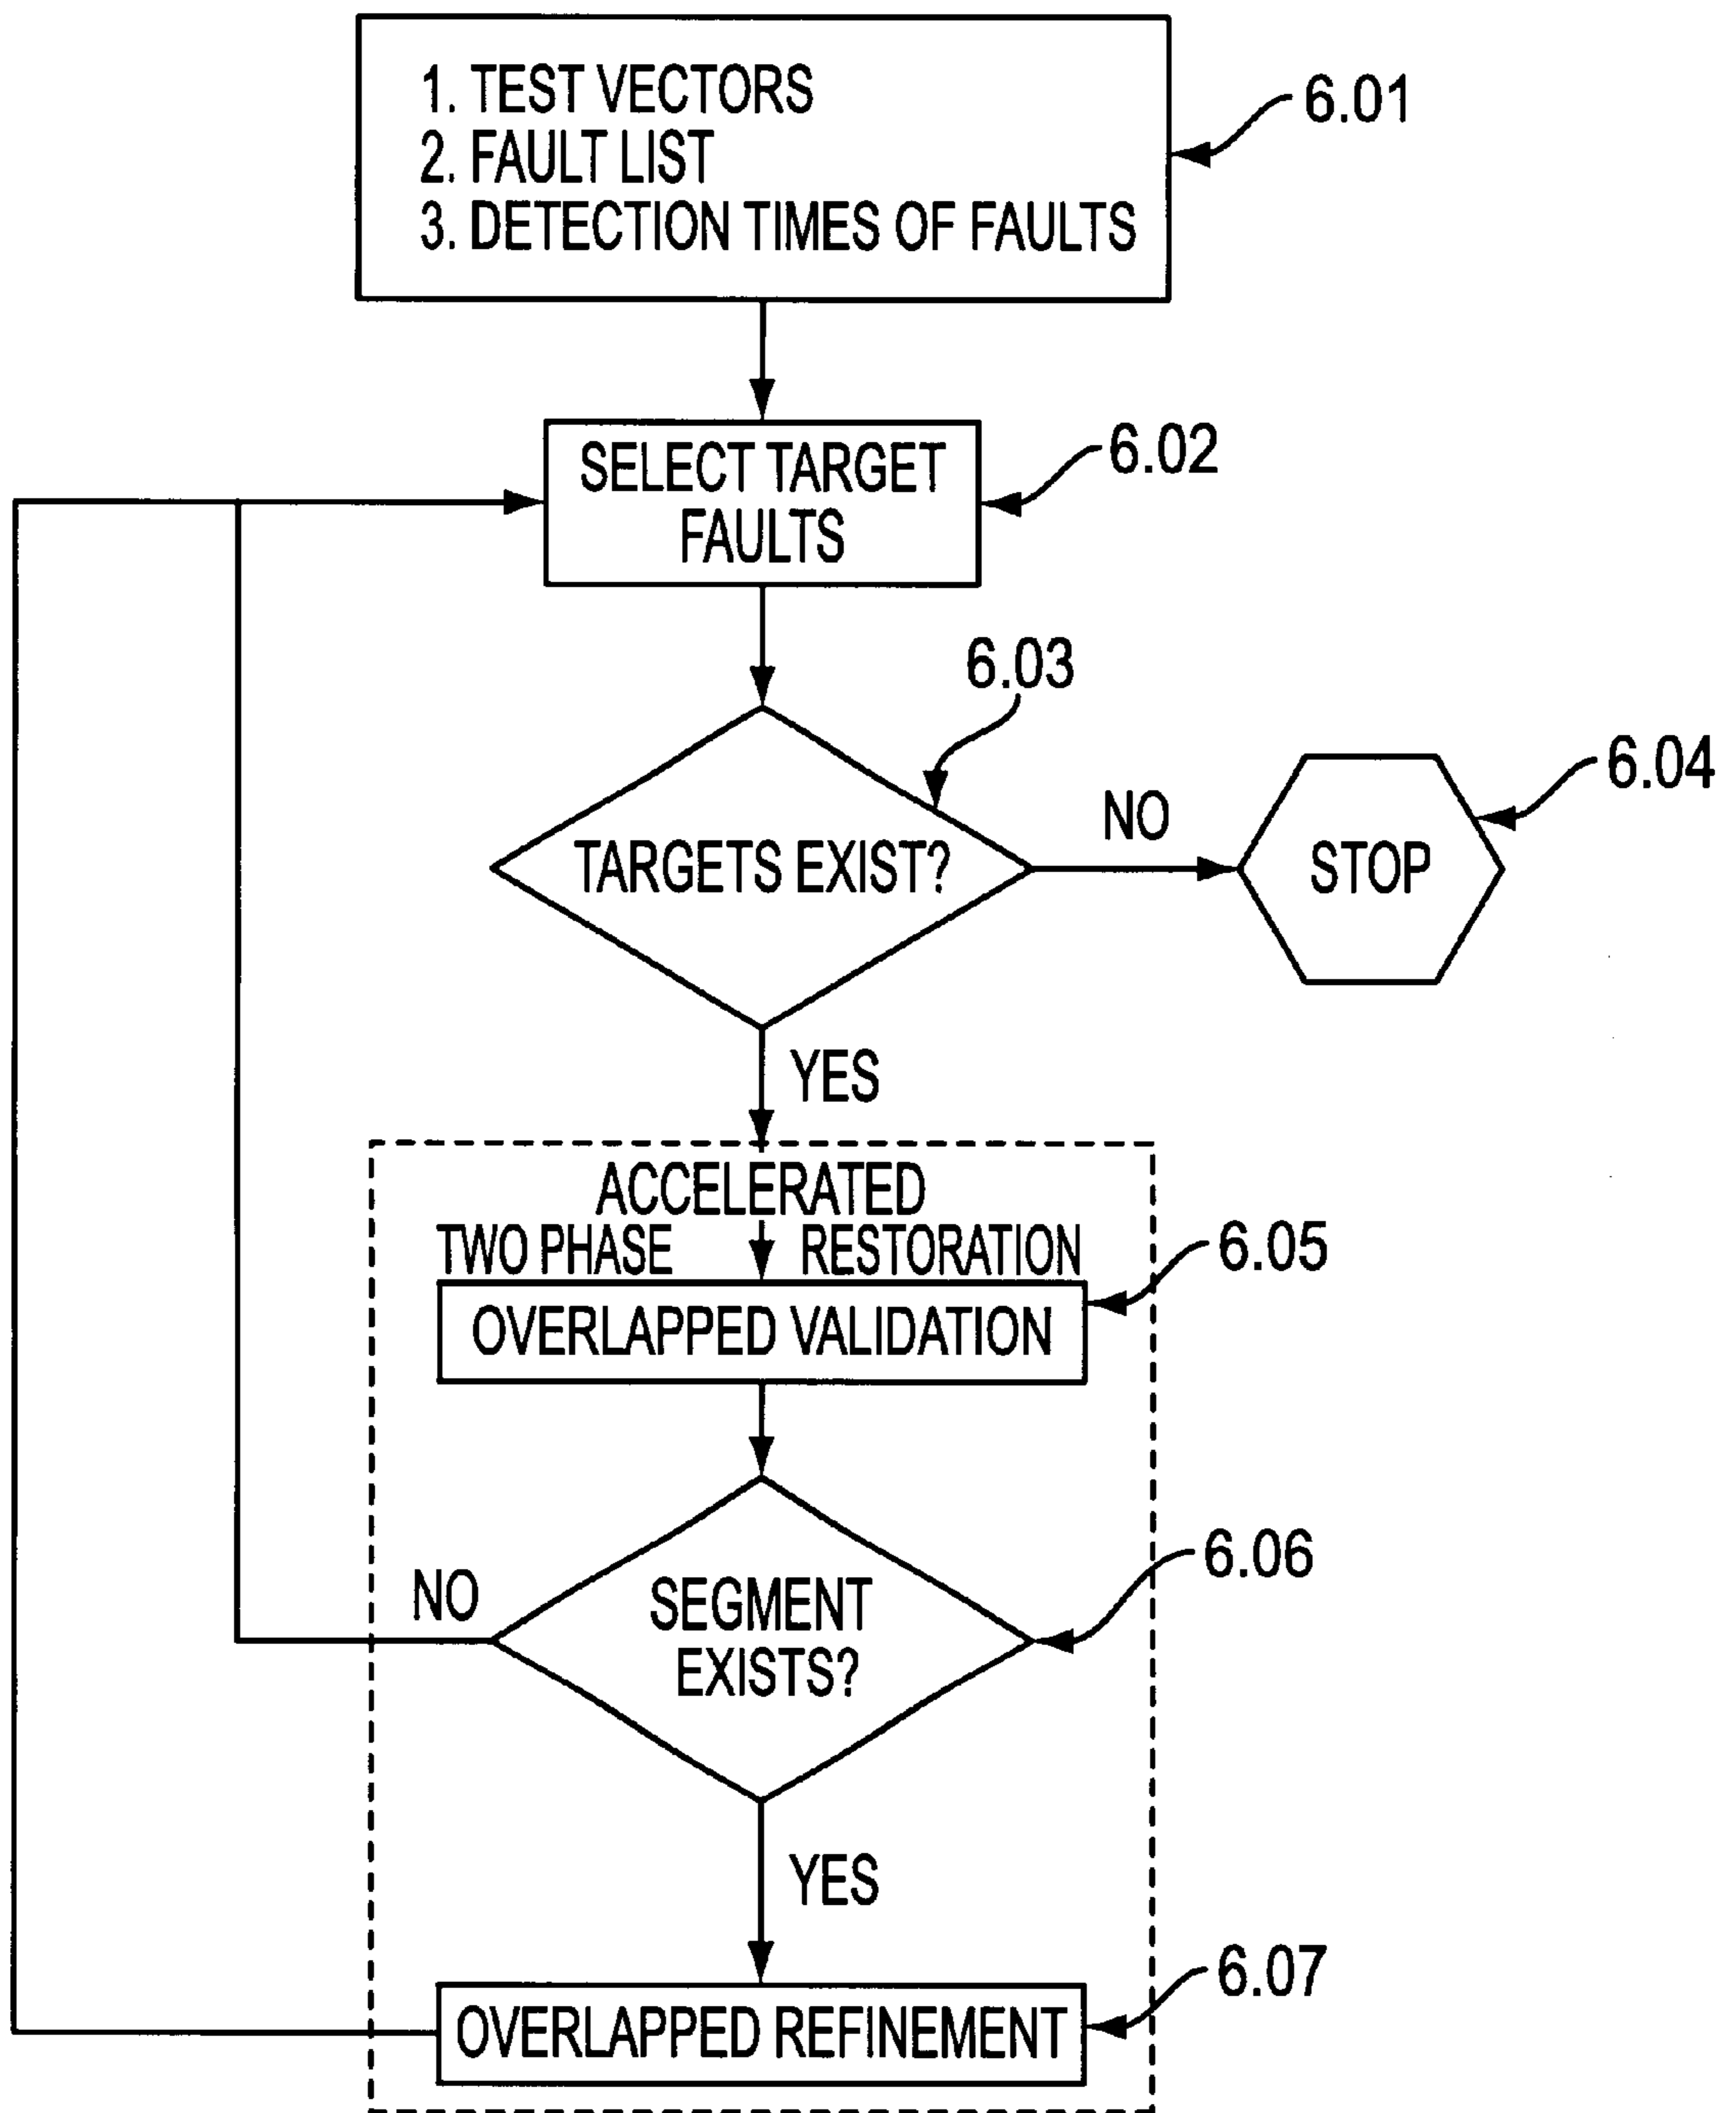 1. TEST VECTORS
2. FAULT LIST
3. DETECTION TIMES OF FAULTS
6.01
SELECT TARGET
FAULTS
6.02
6.03
TARGETS EXIST?
NO
STOP
6.04
YES
ACCELERATED
TWO PHASE RESTORATION
6.05
OVERLAPPED VALIDATION
6.06
NO
SEGMENT
EXISTS?
YES
6.07
OVERLAPPED REFINEMENT